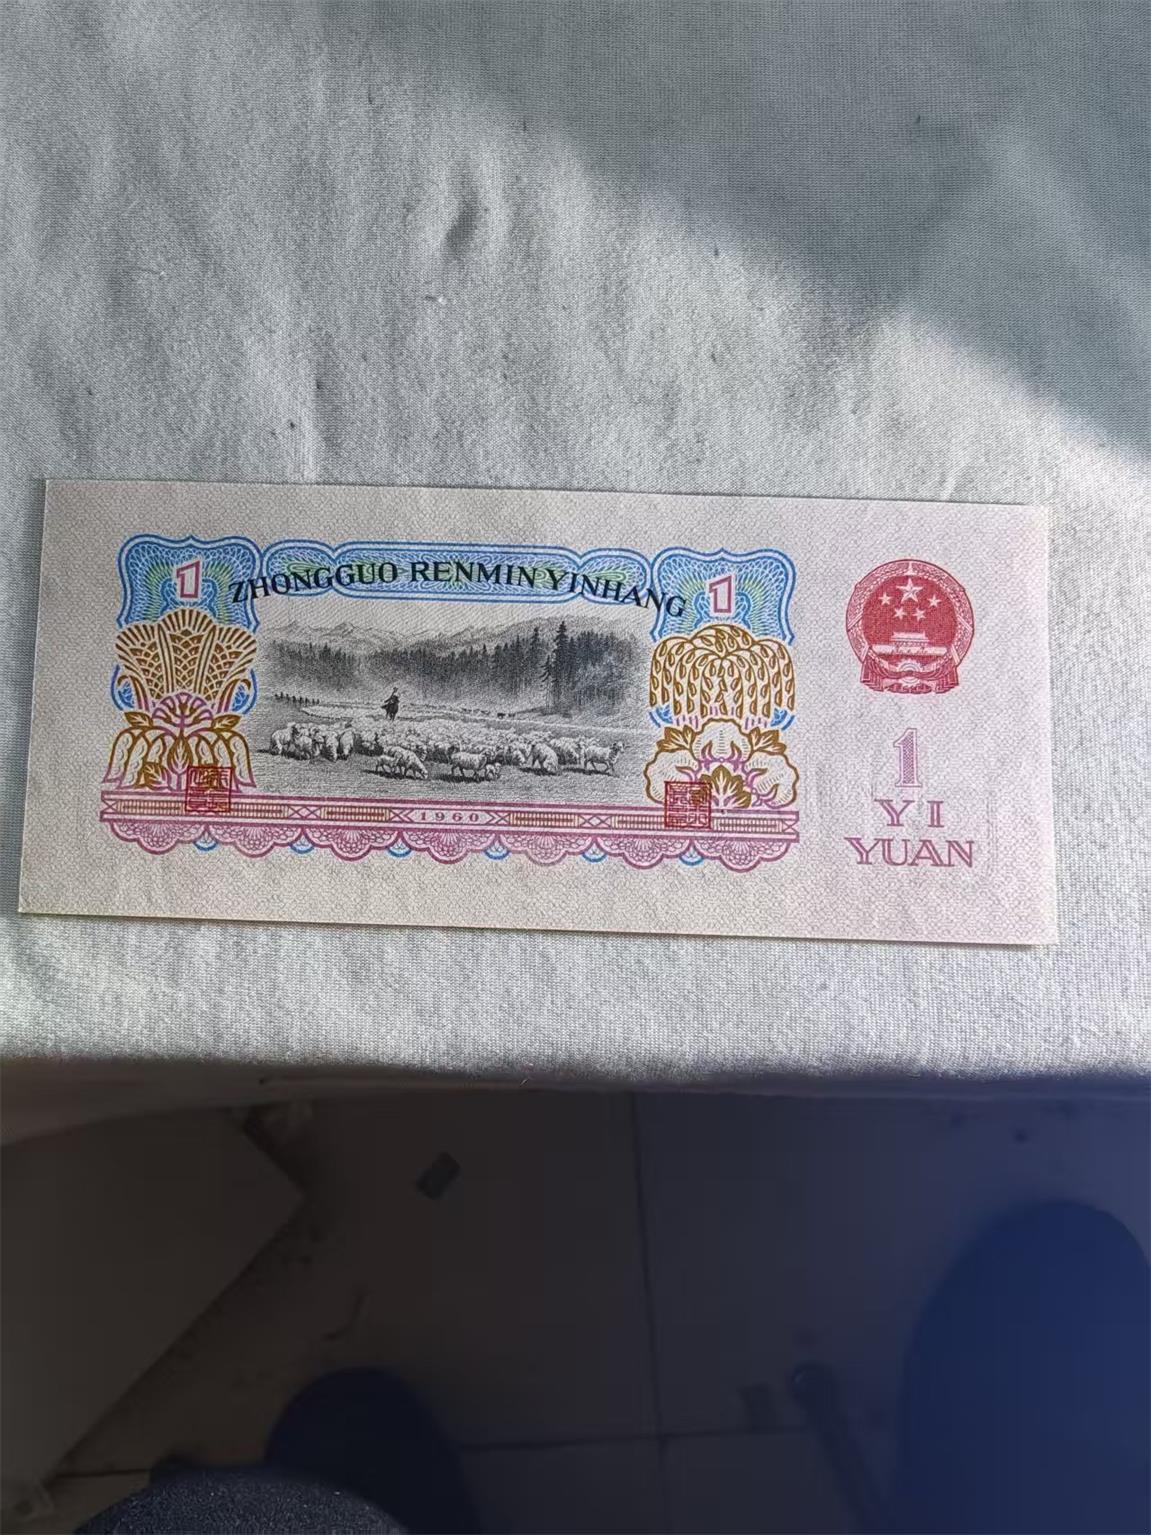 1
ZHONGGUO RENMIN YINHANG
1
1960
1
YI
YUAN